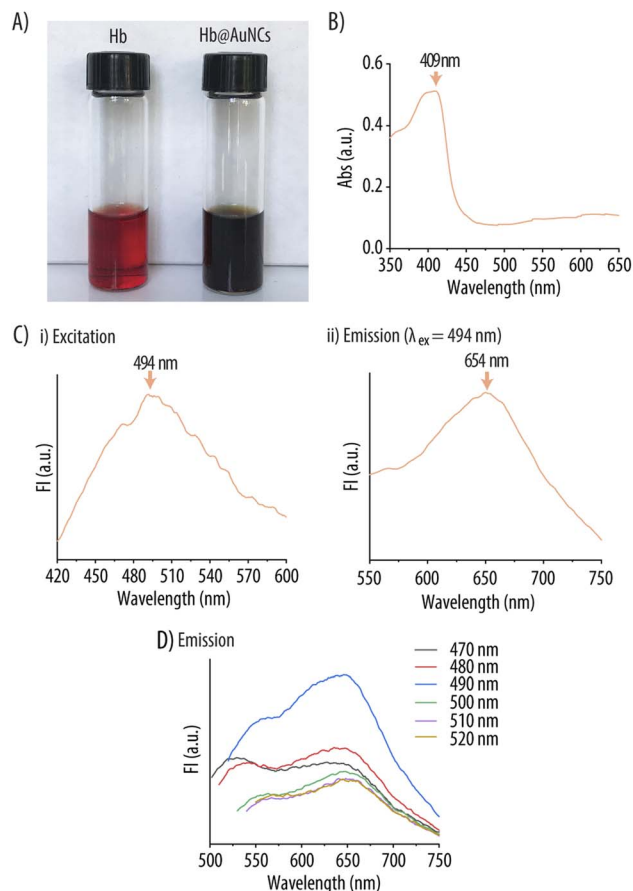 A)
Hb
Hb@AuNCs
B)
409nm
0.6
0.4
0.2
0.0
Abs (a.u.)
350 400 450 500 550 600 650
Wavelength (nm)
C) i) Excitation
494 nm
FI (a.u.)
420 450 480 510 540 570 600
Wavelength (nm)
ii) Emission (λex = 494 nm)
654 nm
FI (a.u.)
550 600 650 700 750
Wavelength (nm)
D) Emission
470 nm
480 nm
490 nm
500 nm
510 nm
520 nm
FI (a.u.)
500 550 600 650 700 750
Wavelength (nm)